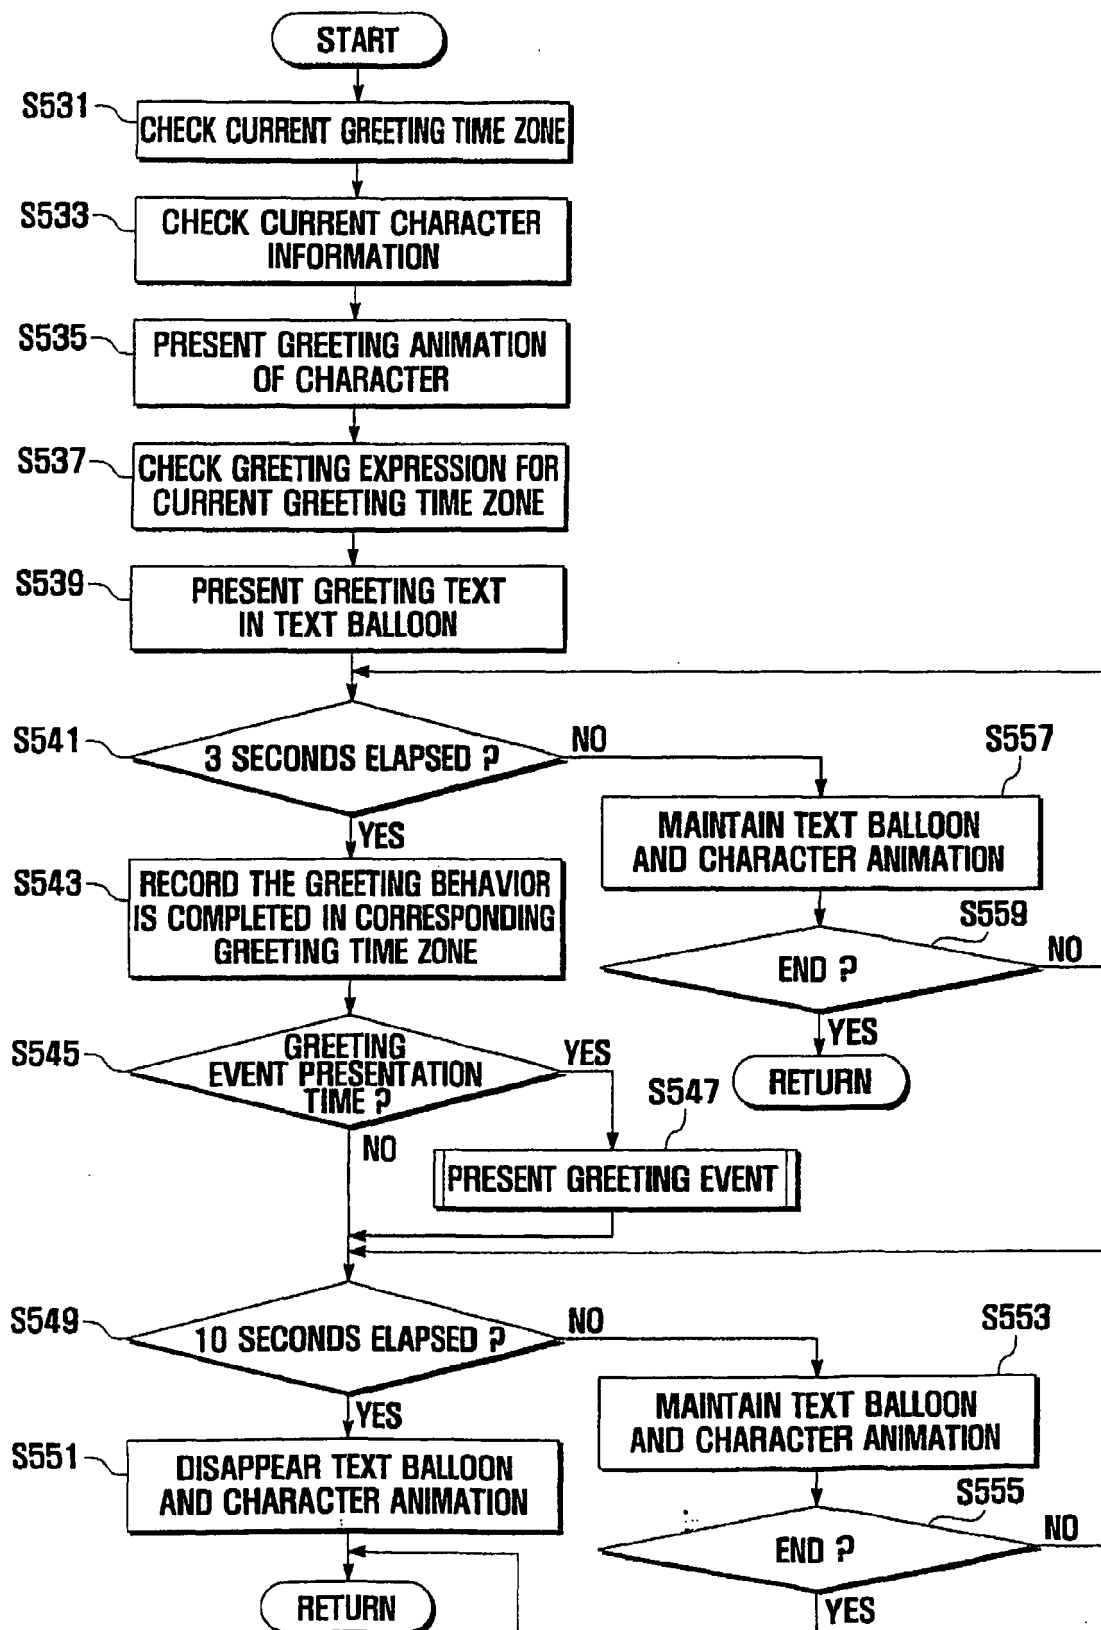 START
S531
CHECK CURRENT GREETING TIME ZONE
S533
CHECK CURRENT CHARACTER
INFORMATION
S535
PRESENT GREETING ANIMATION
OF CHARACTER
S537
CHECK GREETING EXPRESSION FOR
CURRENT GREETING TIME ZONE
S539
PRESENT GREETING TEXT
IN TEXT BALLOON
S541
3 SECONDS ELAPSED ?
NO
YES
S557
MAINTAIN TEXT BALLOON
AND CHARACTER ANIMATION
S543
RECORD THE GREETING BEHAVIOR
IS COMPLETED IN CORRESPONDING
GREETING TIME ZONE
S559
END ?
NO
YES
RETURN
S545
GREETING
EVENT PRESENTATION
TIME ?
YES
NO
S547
PRESENT GREETING EVENT
S549
10 SECONDS ELAPSED ?
NO
YES
S553
MAINTAIN TEXT BALLOON
AND CHARACTER ANIMATION
S551
DISAPPEAR TEXT BALLOON
AND CHARACTER ANIMATION
S555
END ?
NO
YES
RETURN